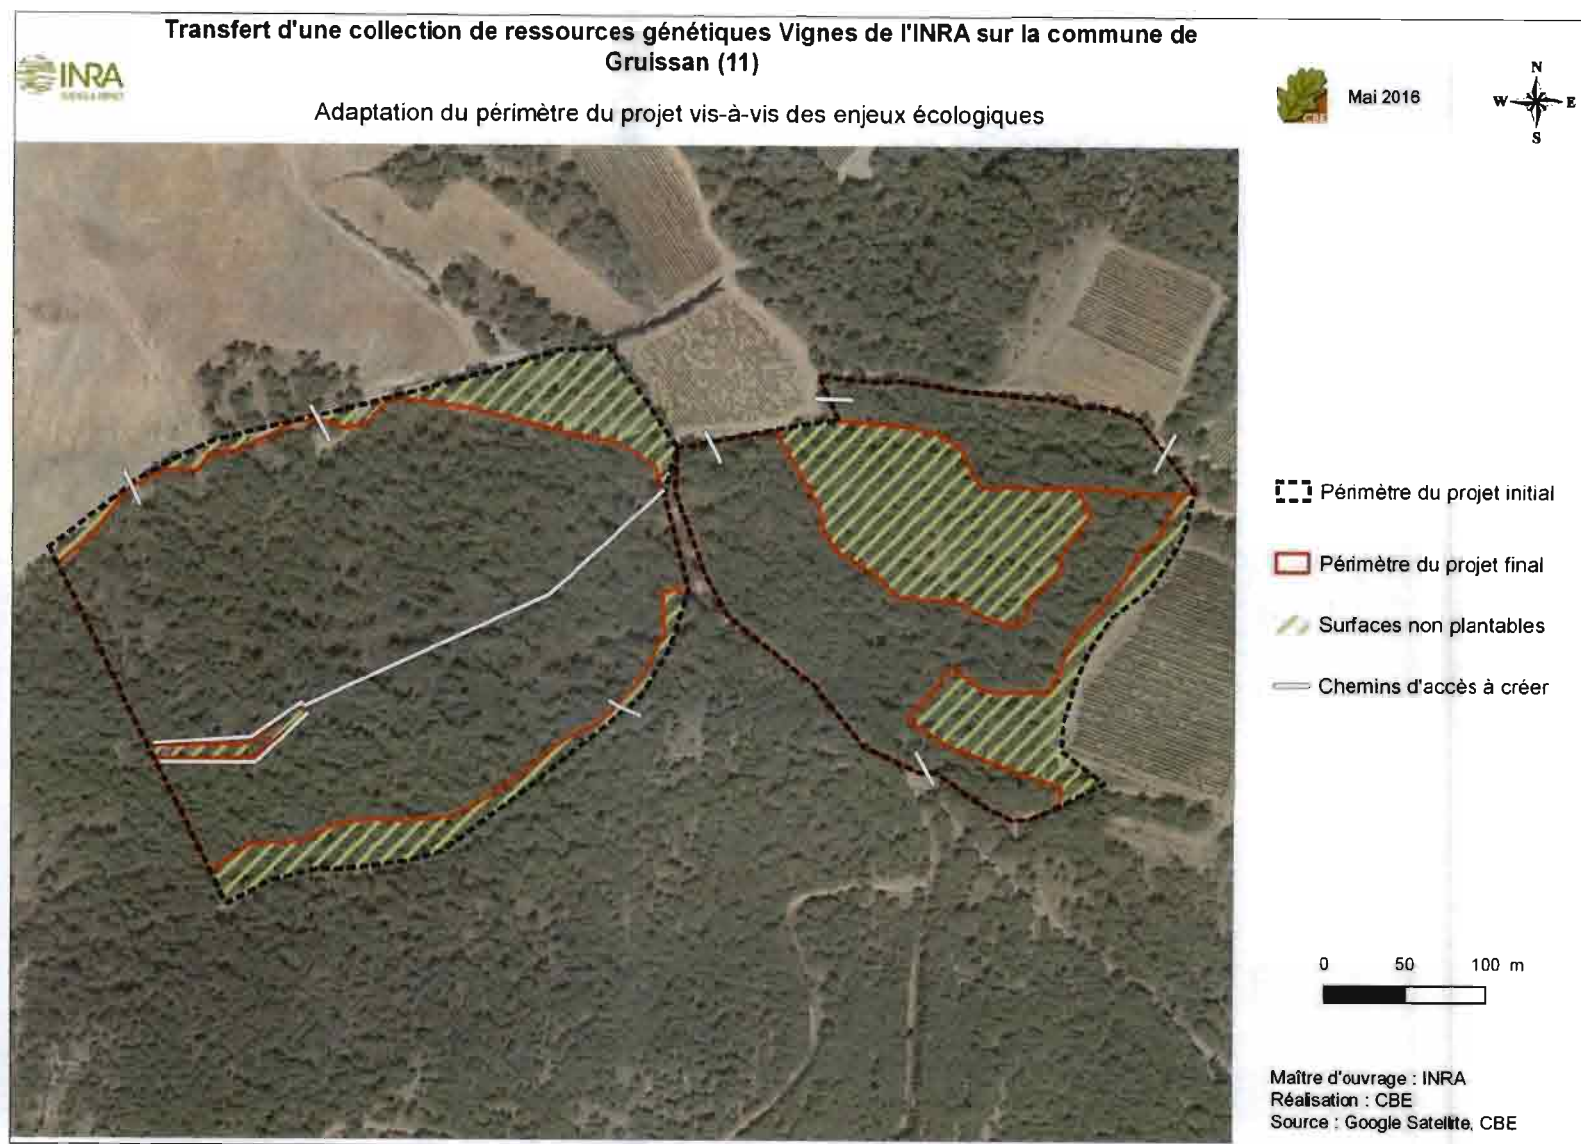 Transfert d'une collection de ressources génétiques Vignes de l'INRA sur la commune de
Gruissan (11)
INRA
Adaptation du périmètre du projet vis-à-vis des enjeux écologiques
CBE
Mai 2016
N
W E
S
Périmètre du projet initial
Périmètre du projet final
Surfaces non plantables
Chemins d'accès à créer
0 50 100 m
Maître d'ouvrage : INRA
Réalisation : CBE
Source : Google Satellite, CBE